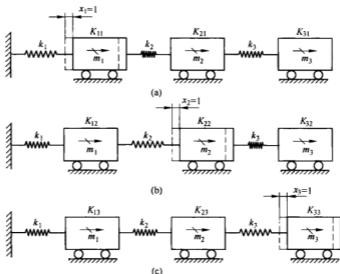 x₁=1
K₁₁ K₂₁ K₃₁
k₁ k₂ k₃
m₁ m₂ m₃
(a)
x₂=1
K₁₂ K₂₂ K₃₂
k₁ k₂ k₃
m₁ m₂ m₃
(b)
x₃=1
K₁₃ K₂₃ K₃₃
k₁ k₂ k₃
m₁ m₂ m₃
(c)